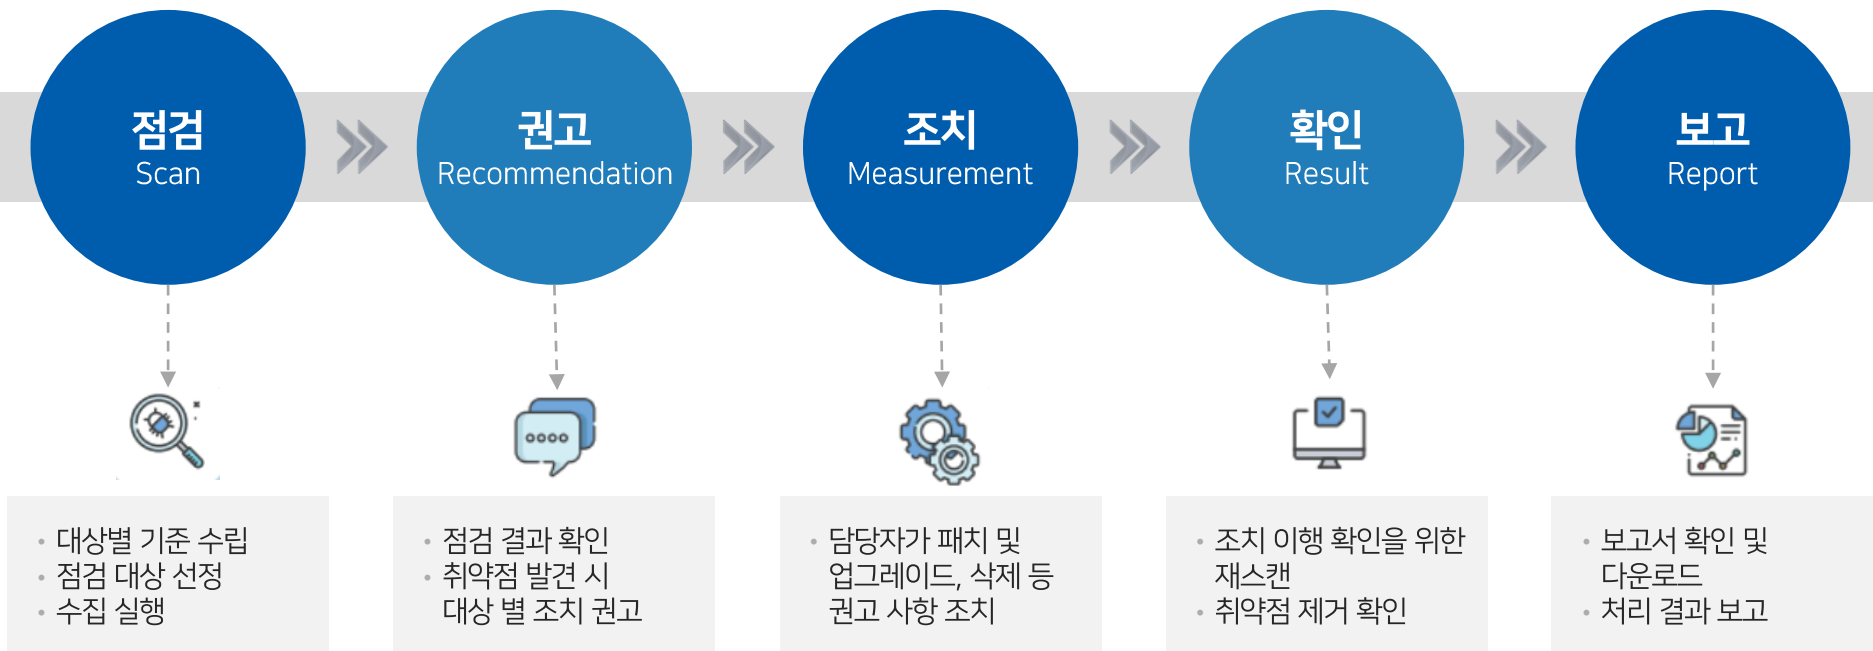 점검
Scan
권고
Recommendation
조치
Measurement
확인
Result
보고
Report
• 대상별 기준 수립
• 점검 대상 선정
• 수집 실행
• 점검 결과 확인
• 취약점 발견 시
대상 별 조치 권고
• 담당자가 패치 및
업그레이드, 삭제 등
권고 사항 조치
• 조치 이행 확인을 위한
재스캔
• 취약점 제거 확인
• 보고서 확인 및
다운로드
• 처리 결과 보고